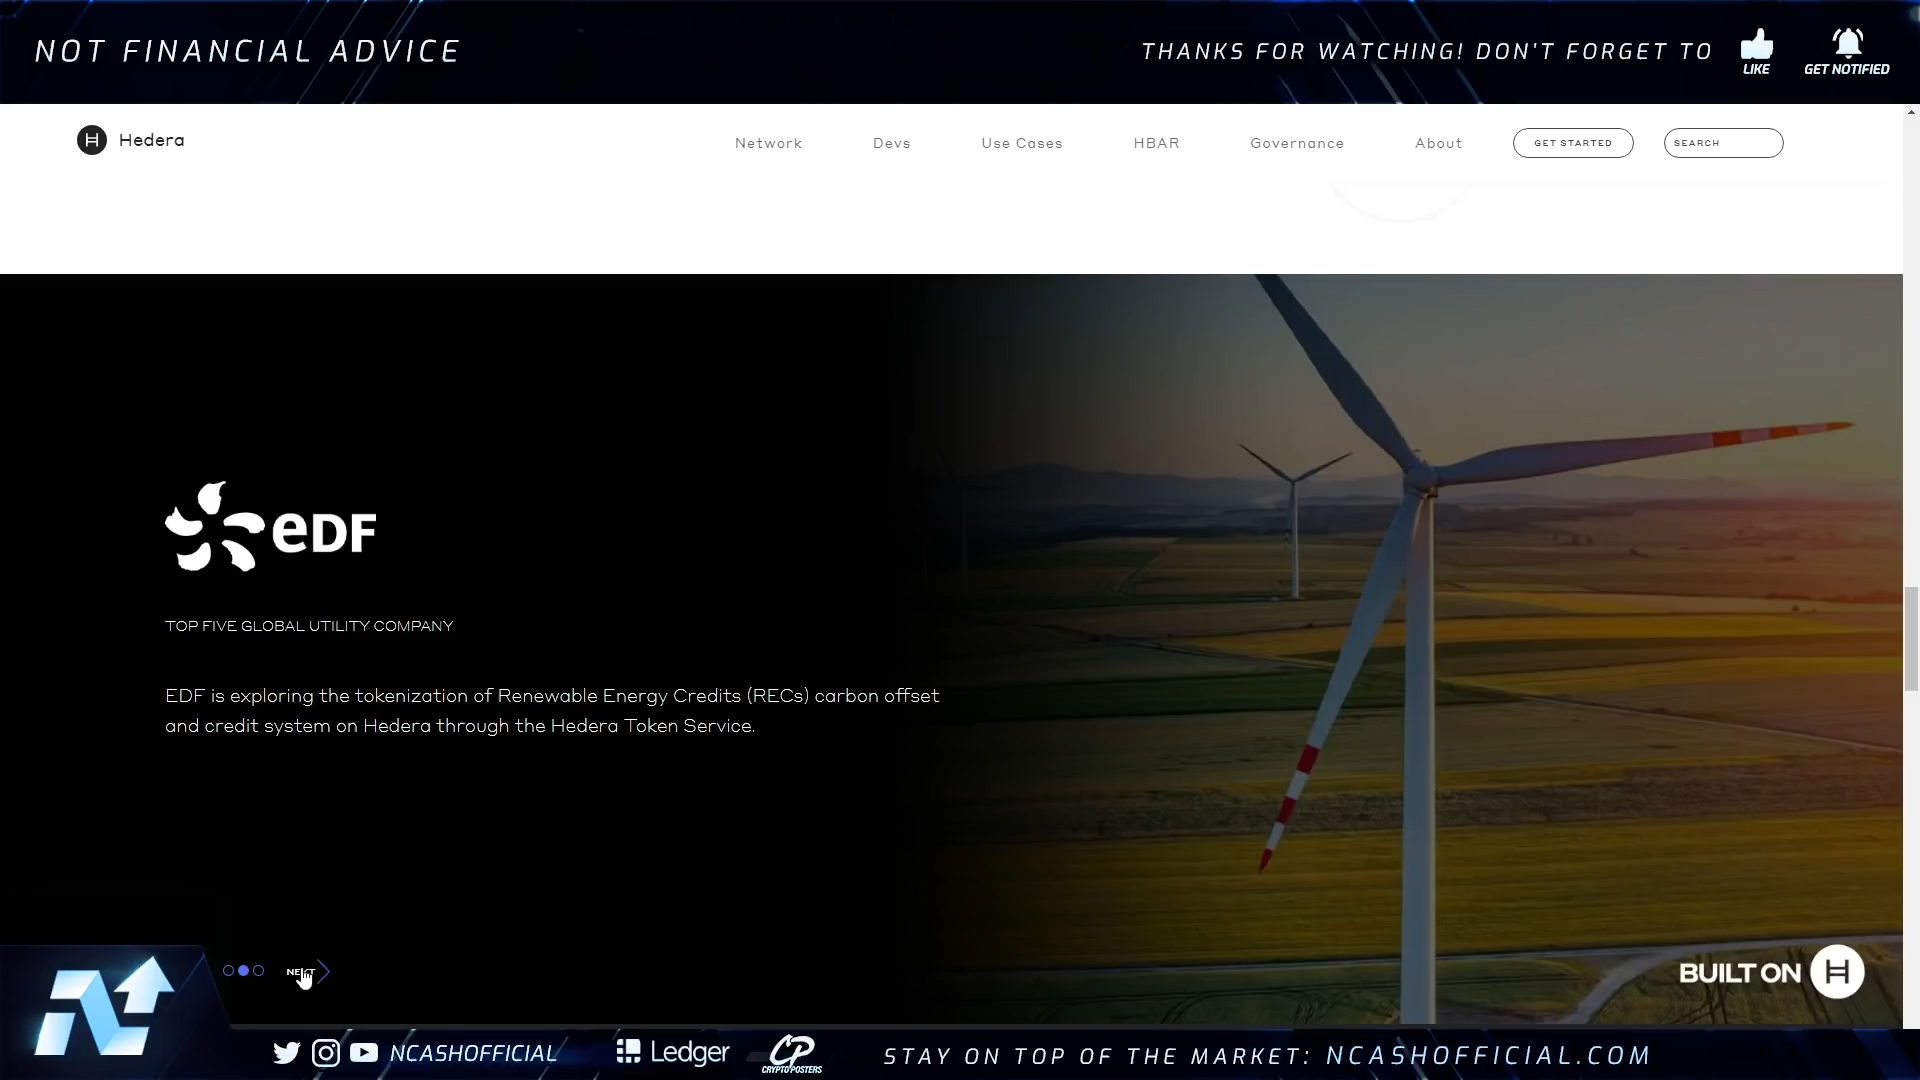 NOT FINANCIAL ADVICE
THANKS FOR WATCHING! DON'T FORGET TO
LIKE
GET NOTIFIED
H Hedera
Network
Devs
Use Cases
HBAR
Governance
About
GET STARTED
SEARCH
eDF
TOP FIVE GLOBAL UTILITY COMPANY
EDF is exploring the tokenization of Renewable Energy Credits (RECs) carbon offset
and credit system on Hedera through the Hedera Token Service.
NEXT
BUILT ON H
NCASHOFFICIAL
Ledger
CP
CRYPTO POSTERS
STAY ON TOP OF THE MARKET: NCASHOFFICIAL.COM